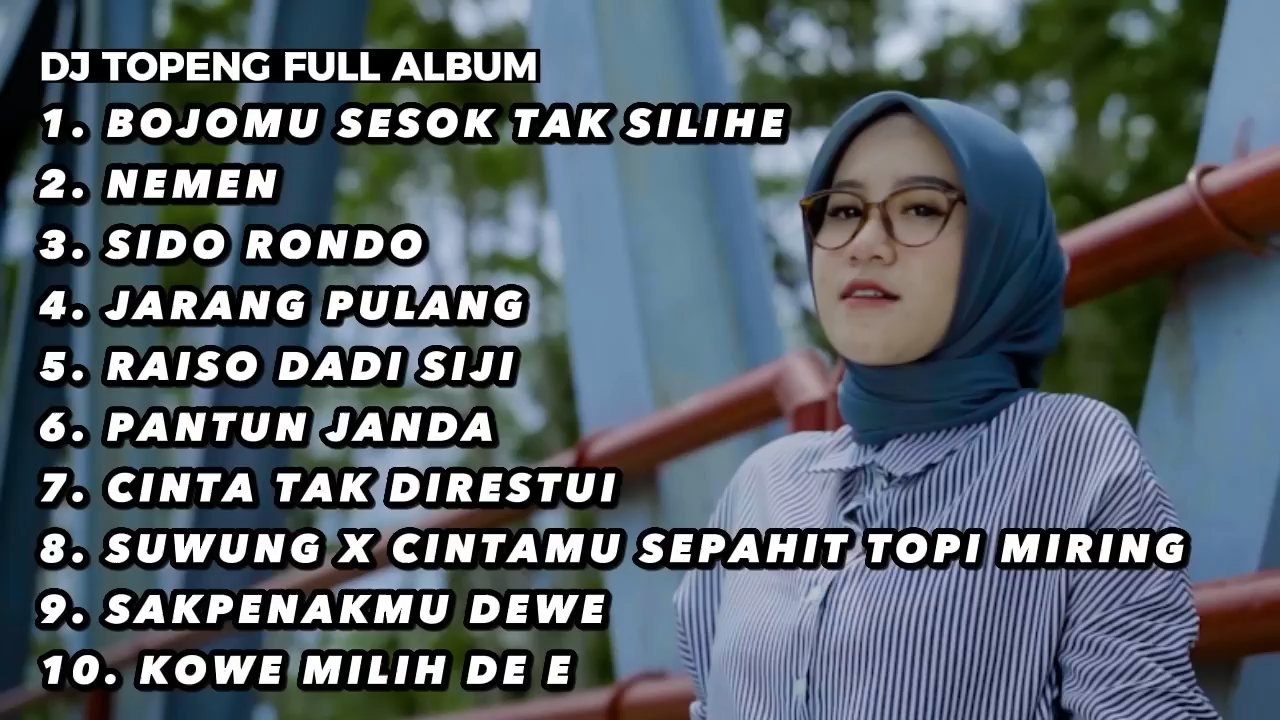 DJ TOPENG FULL ALBUM
1. BOJOMU SESOK TAK SILIHE
2. NEMEN
3. SIDO RONDO
4. JARANG PULANG
5. RAISO DADI SIJI
6. PANTUN JANDA
7. CINTA TAK DIRESTUI
8. SUWUNG X CINTAMU SEPAHIT TOPI MIRING
9. SAKPENAKMU DEWE
10. KOWE MILIH DE E